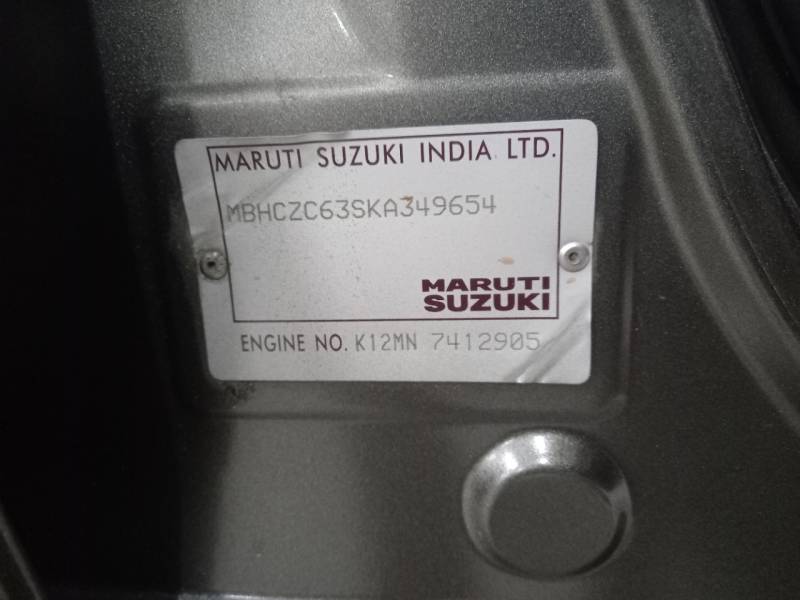 MARUTI SUZUKI INDIA LTD.
MBHCZC63SKA349654
MARUTI
SUZUKI
ENGINE NO. K12MN 7412905